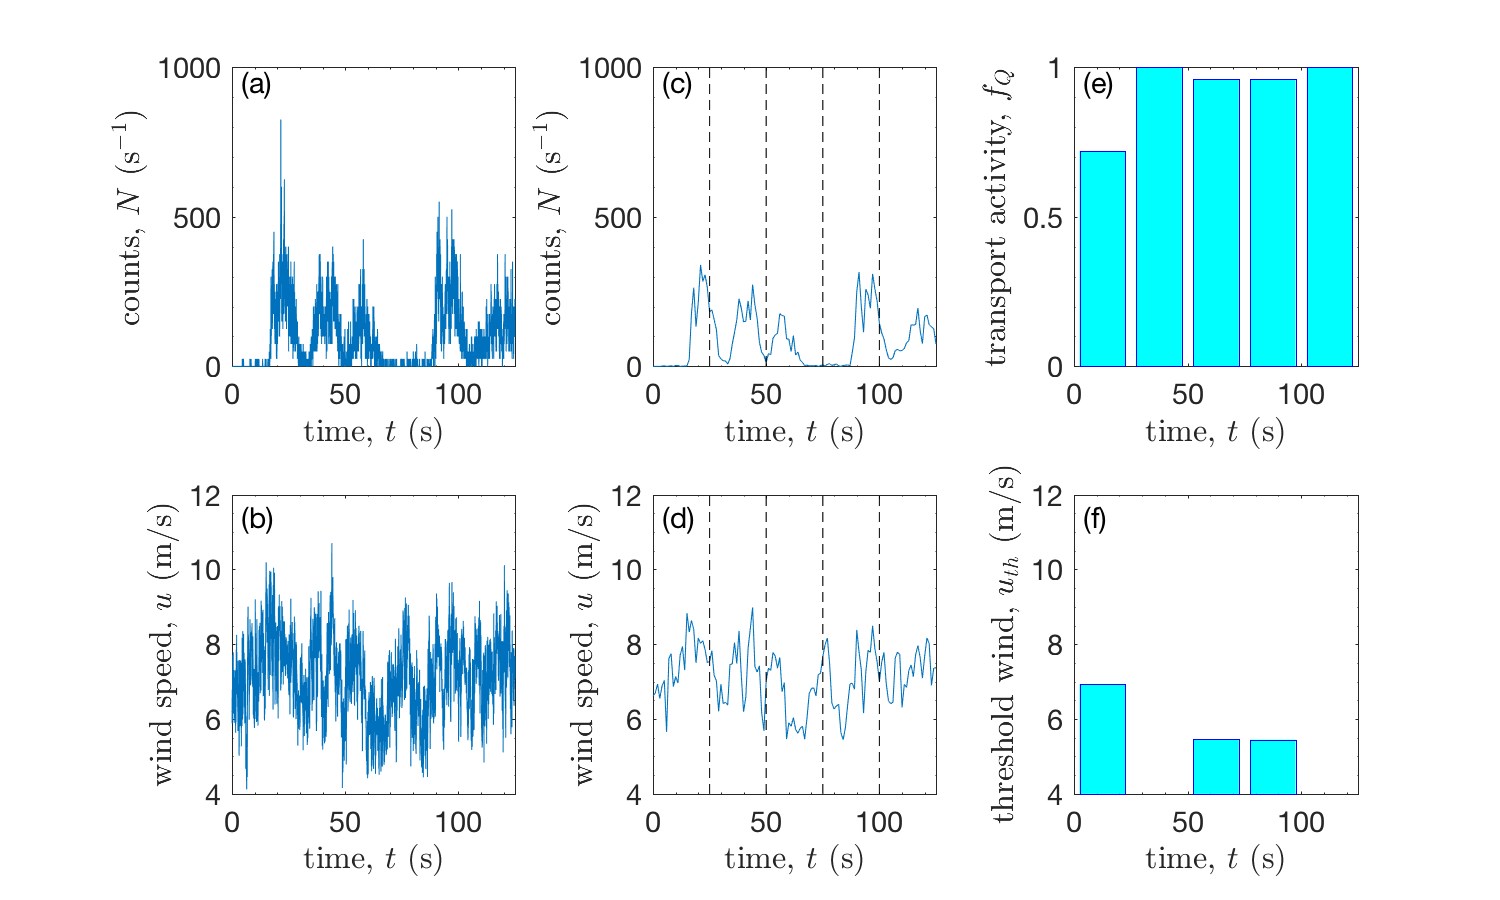 (a)
1000
500
0
counts, N (s⁻¹)
0 50 100
time, t (s)
(c)
1000
500
0
counts, N (s⁻¹)
0 50 100
time, t (s)
(e)
1
0.5
0
transport activity, f_Q
0 50 100
time, t (s)
(b)
12
10
8
6
4
wind speed, u (m/s)
0 50 100
time, t (s)
(d)
12
10
8
6
4
wind speed, u (m/s)
0 50 100
time, t (s)
(f)
12
10
8
6
4
threshold wind, u_th (m/s)
0 50 100
time, t (s)